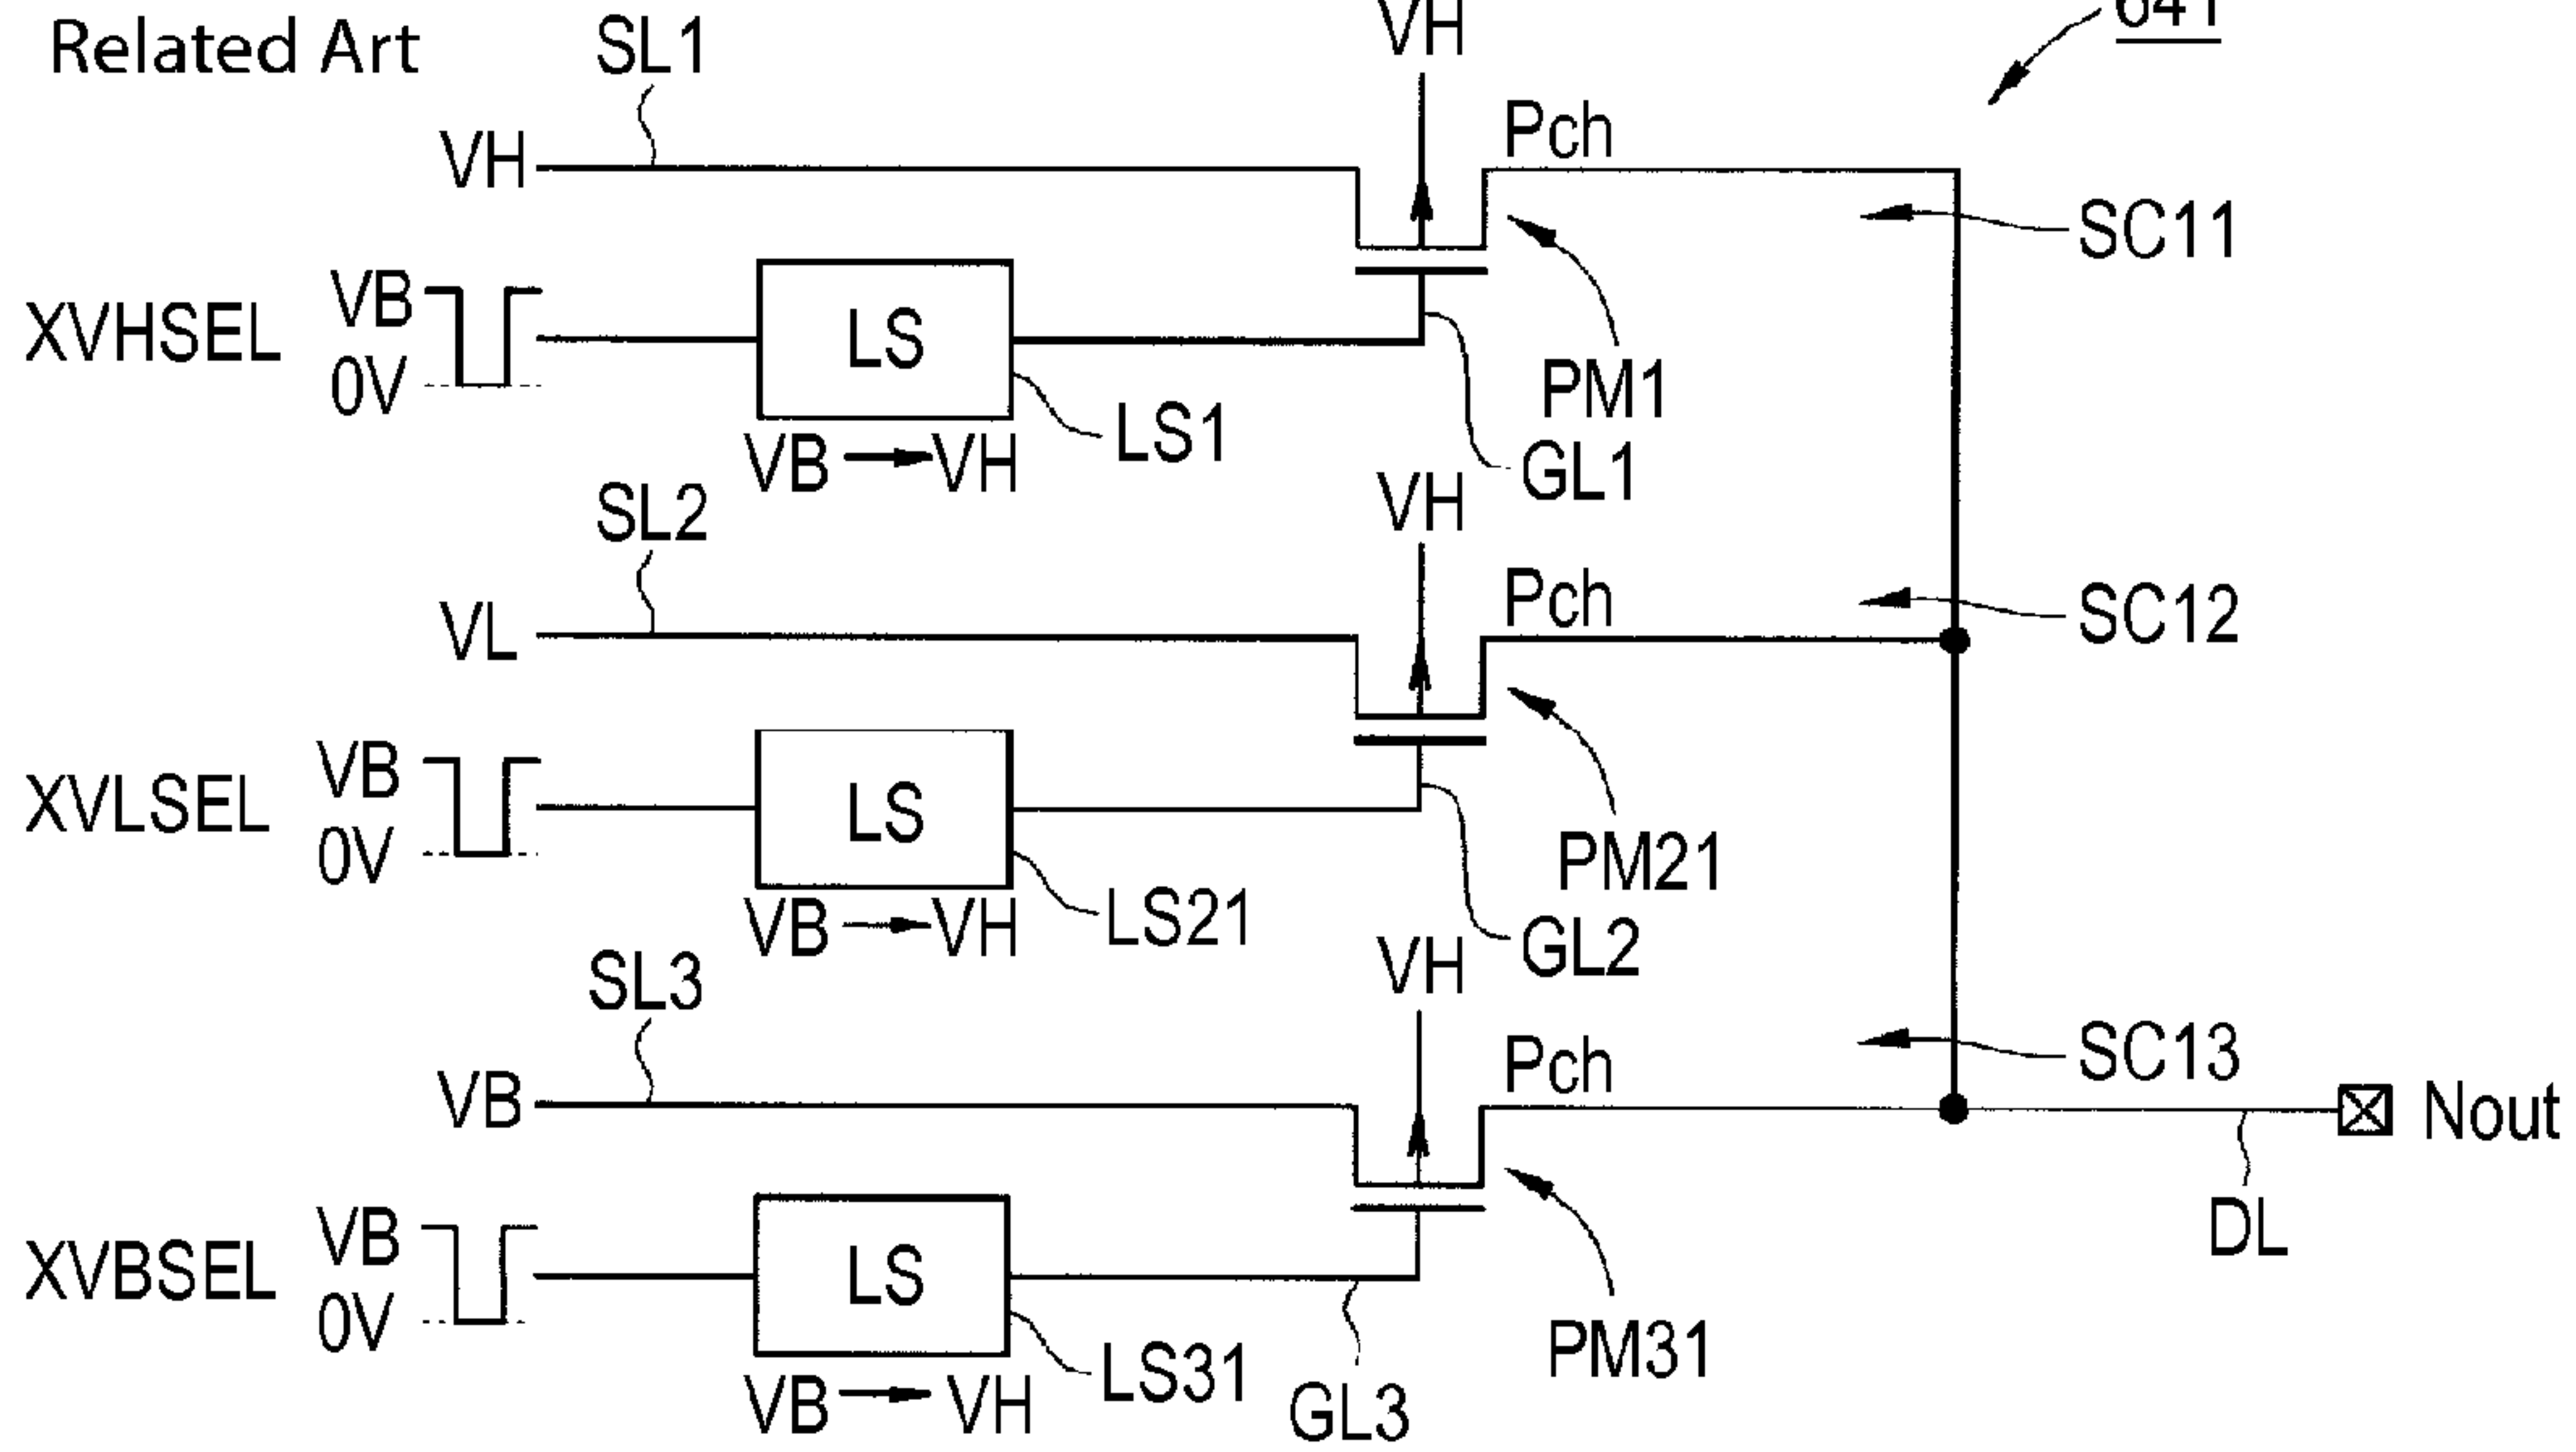 Related Art
SL1
VH
641
VH
Pch
SC11
XVHSEL
VB
0V
LS
PM1
LS1
VB → VH
GL1
SL2
VH
VL
Pch
SC12
XVLSEL
VB
0V
LS
PM21
LS21
VB → VH
GL2
SL3
VH
VB
Pch
SC13
Nout
DL
XVBSEL
VB
0V
LS
PM31
LS31
VB → VH
GL3